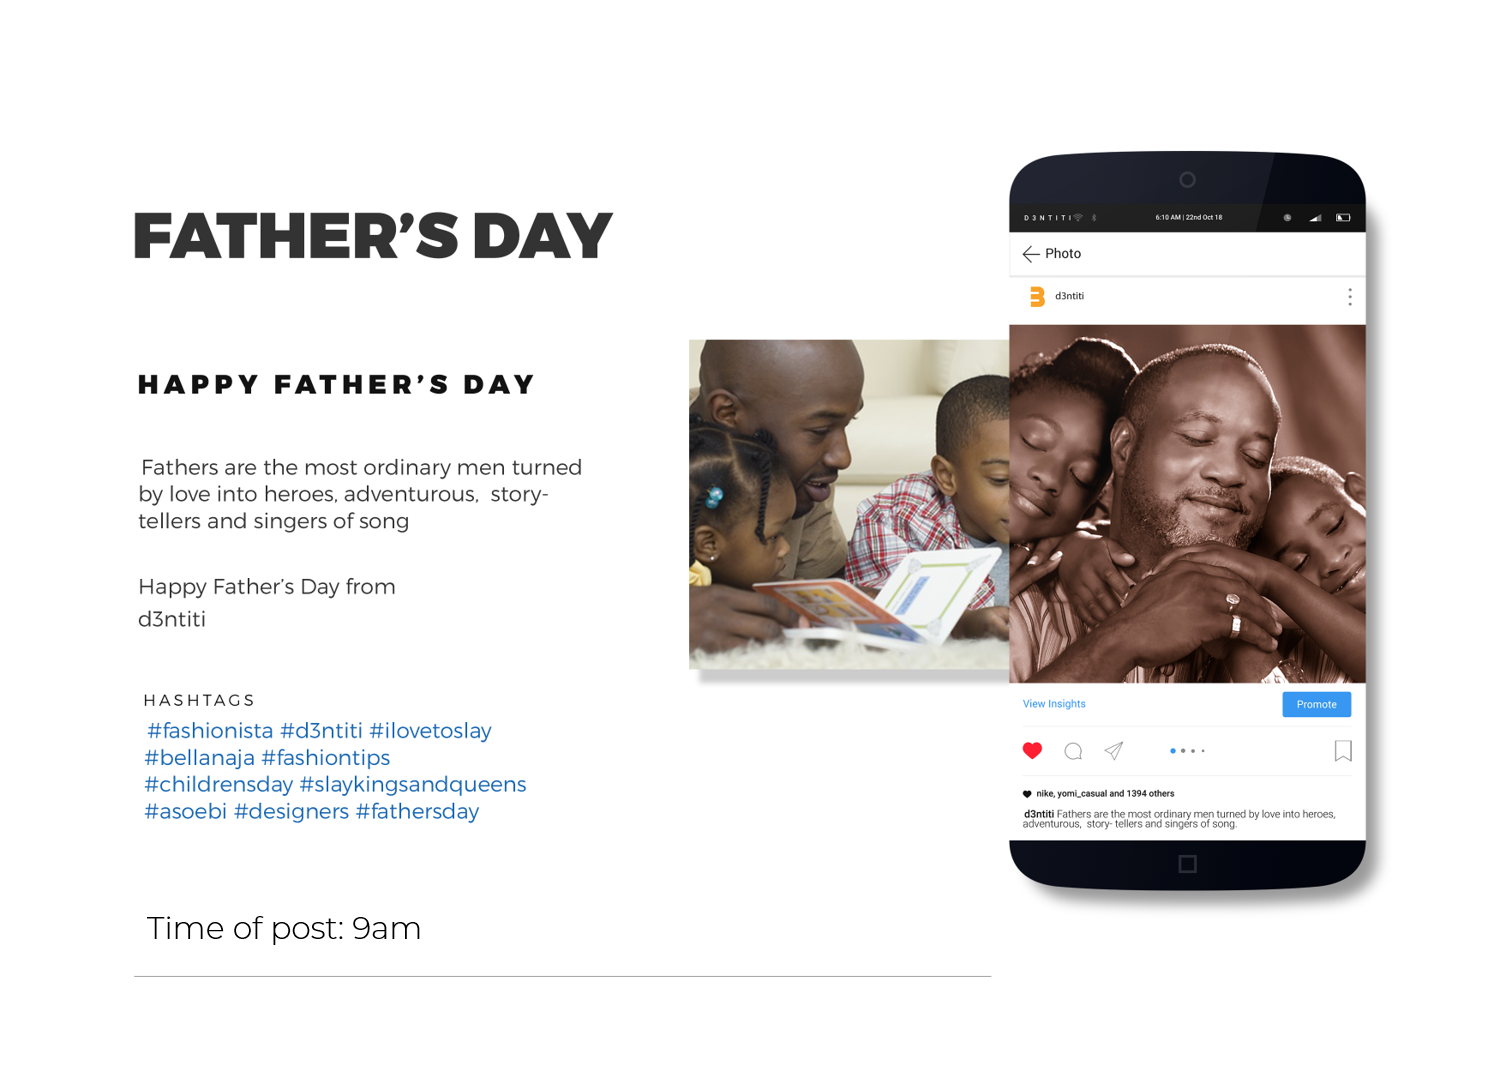 FATHER’S DAY
HAPPY FATHER’S DAY
Fathers are the most ordinary men turned
by love into heroes, adventurous,  story-
tellers and singers of song
Happy Father’s Day from
d3ntiti
HASHTAGS
#fashionista #d3ntiti #ilovetoslay
#bellanaja #fashiontips
#childrensday #slaykingsandqueens
#asoebi #designers #fathersday
Time of post: 9am
D3NTITI
6:10 AM | 22nd Oct 18
Photo
d3ntiti
View Insights
Promote
nike, yomi_casual and 1394 others
d3ntiti Fathers are the most ordinary men turned by love into heroes,
adventurous,  story- tellers and singers of song.